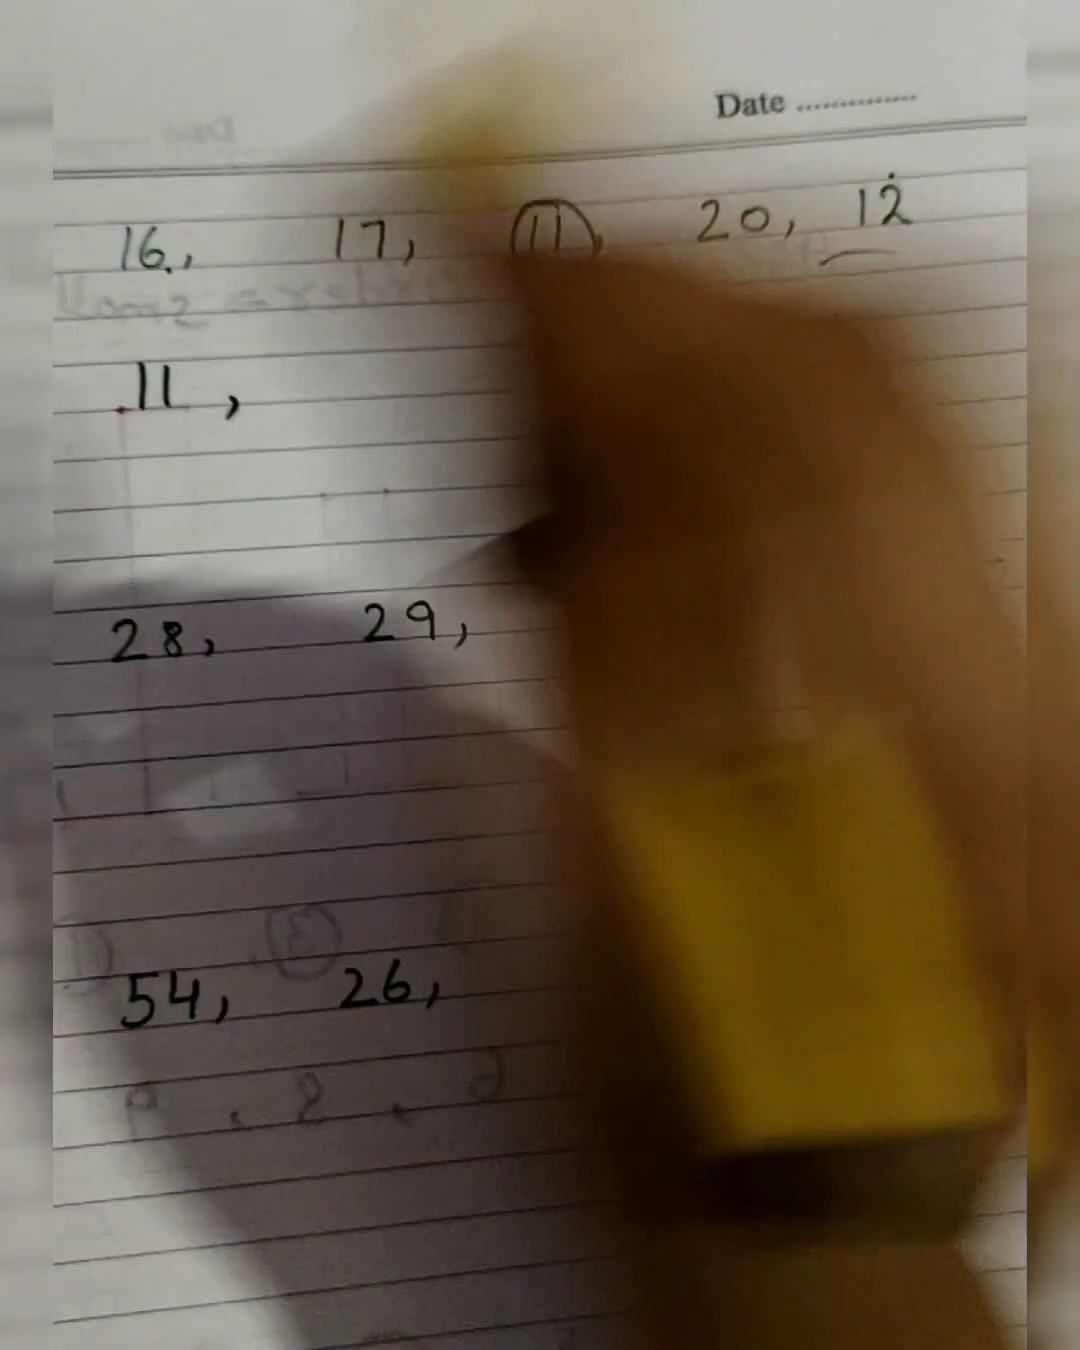 Date ..............
16, 17, 11, 20, 12
11,
28, 29,
54, 26,